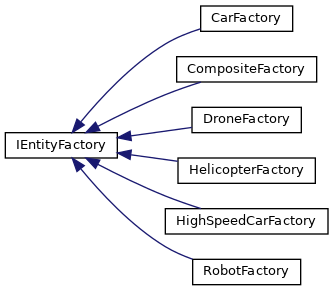 CarFactory
CompositeFactory
DroneFactory
IEntityFactory
HelicopterFactory
HighSpeedCarFactory
RobotFactory